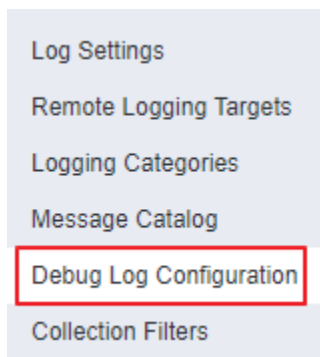 Log Settings
Remote Logging Targets
Logging Categories
Message Catalog
Debug Log Configuration
Collection Filters